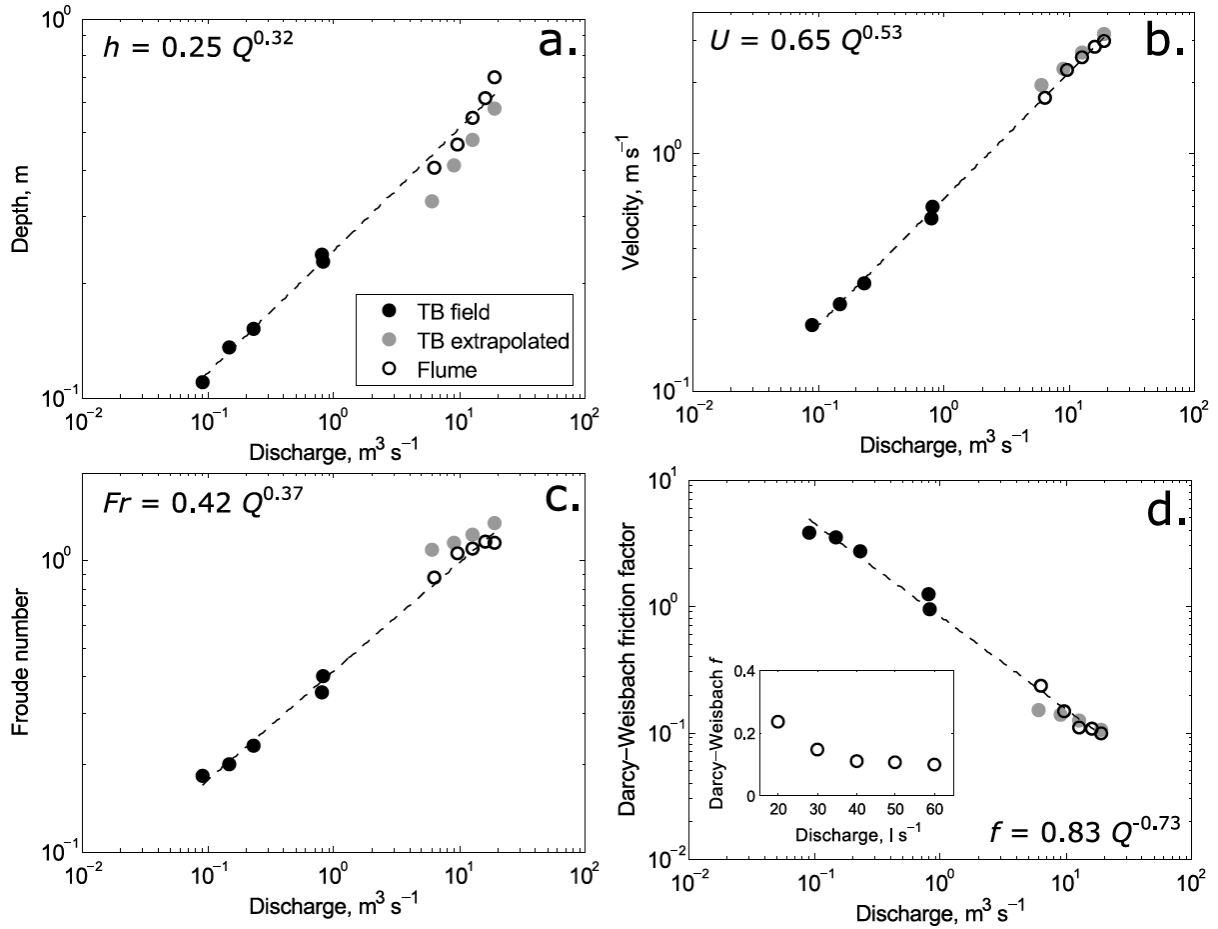 h = 0.25 Q^0.32
a.
10^0
10^-1
Depth, m
TB field
TB extrapolated
Flume
10^-2 10^-1 10^0 10^1 10^2
Discharge, m^3 s^-1
U = 0.65 Q^0.53
b.
10^0
10^-1
Velocity, m s^-1
10^-2 10^-1 10^0 10^1 10^2
Discharge, m^3 s^-1
Fr = 0.42 Q^0.37
c.
10^0
10^-1
Froude number
10^-2 10^-1 10^0 10^1 10^2
Discharge, m^3 s^-1
d.
10^1
10^0
10^-1
10^-2
Darcy-Weisbach friction factor
0.4
0.2
0
Darcy-Weisbach f
20 30 40 50 60
Discharge, l s^-1
f = 0.83 Q^-0.73
10^-2 10^-1 10^0 10^1 10^2
Discharge, m^3 s^-1